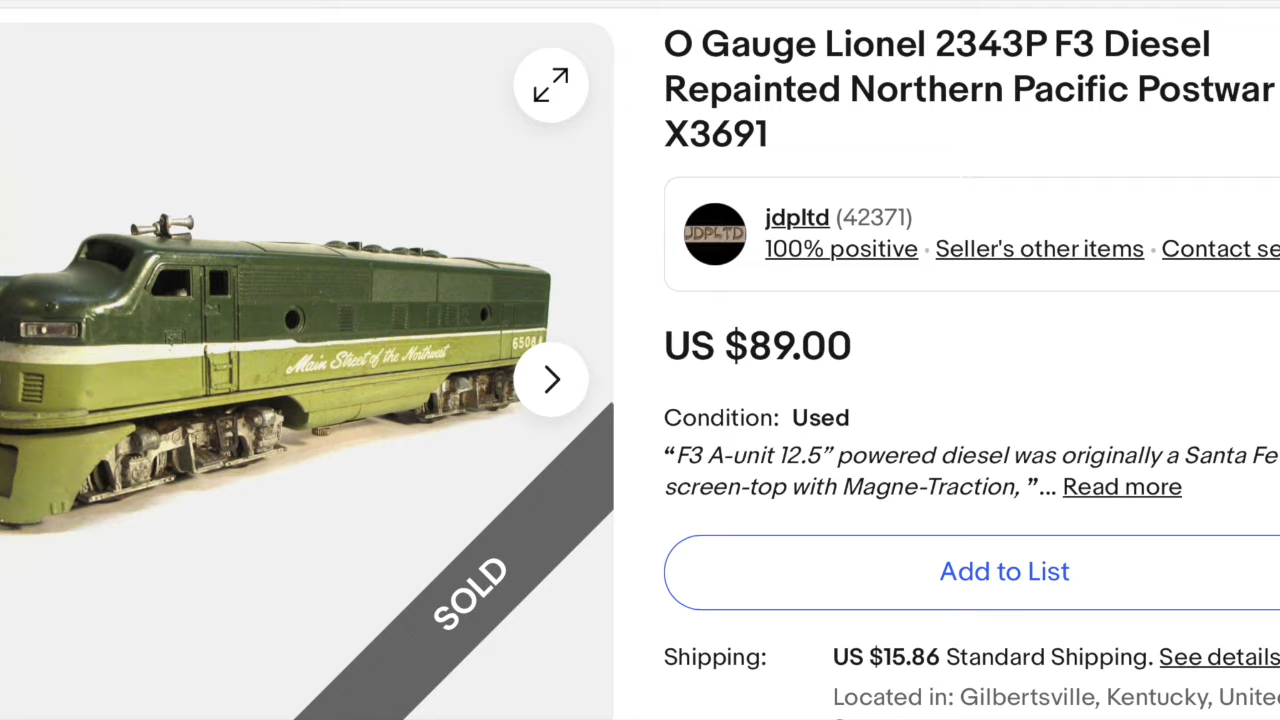 O Gauge Lionel 2343P F3 Diesel
Repainted Northern Pacific Postwar
X3691
JDPLTD
jdpltd (42371)
100% positive • Seller's other items • Contact se
US $89.00
Main Street of the Northwest
6508
Condition: Used
“F3 A-unit 12.5” powered diesel was originally a Santa Fe
screen-top with Magne-Traction, ”... Read more
Add to List
SOLD
Shipping: US $15.86 Standard Shipping. See details
Located in: Gilbertsville, Kentucky, Unite